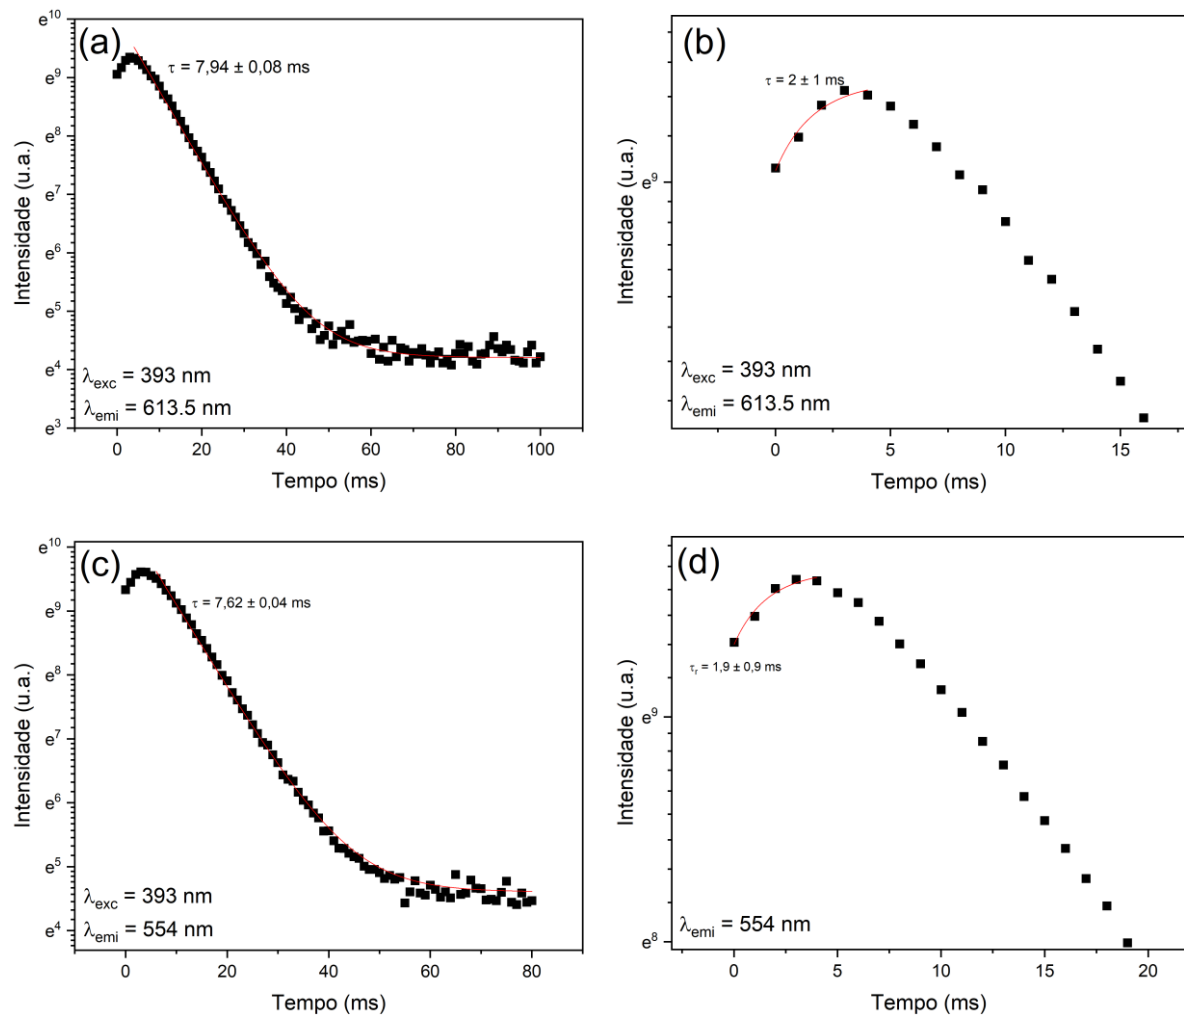 (a)
e¹⁰
e⁹
e⁸
e⁷
e⁶
e⁵
e⁴
e³
Intensidade (u.a.)
τ = 7,94 ± 0,08 ms
λexc = 393 nm
λemi = 613.5 nm
0 20 40 60 80 100
Tempo (ms)
(b)
e⁹
Intensidade (u.a.)
τ = 2 ± 1 ms
λexc = 393 nm
λemi = 613.5 nm
0 5 10 15
Tempo (ms)
(c)
e¹⁰
e⁹
e⁸
e⁷
e⁶
e⁵
e⁴
Intensidade (u.a.)
τ = 7,62 ± 0,04 ms
λexc = 393 nm
λemi = 554 nm
0 20 40 60 80
Tempo (ms)
(d)
e⁹
e⁸
Intensidade (u.a.)
τr = 1,9 ± 0,9 ms
λemi = 554 nm
0 5 10 15 20
Tempo (ms)